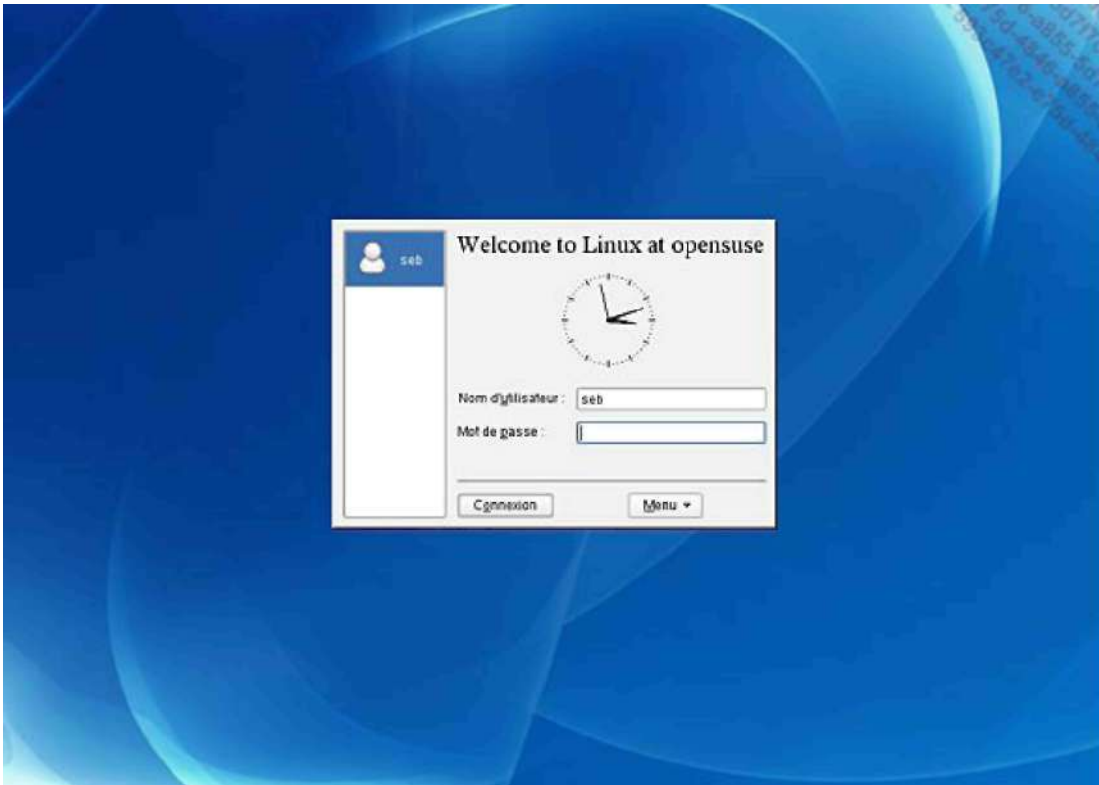 seb
Welcome to Linux at opensuse
Nom d'utilisateur :
seb
Mot de passe :
Connexion
Menu